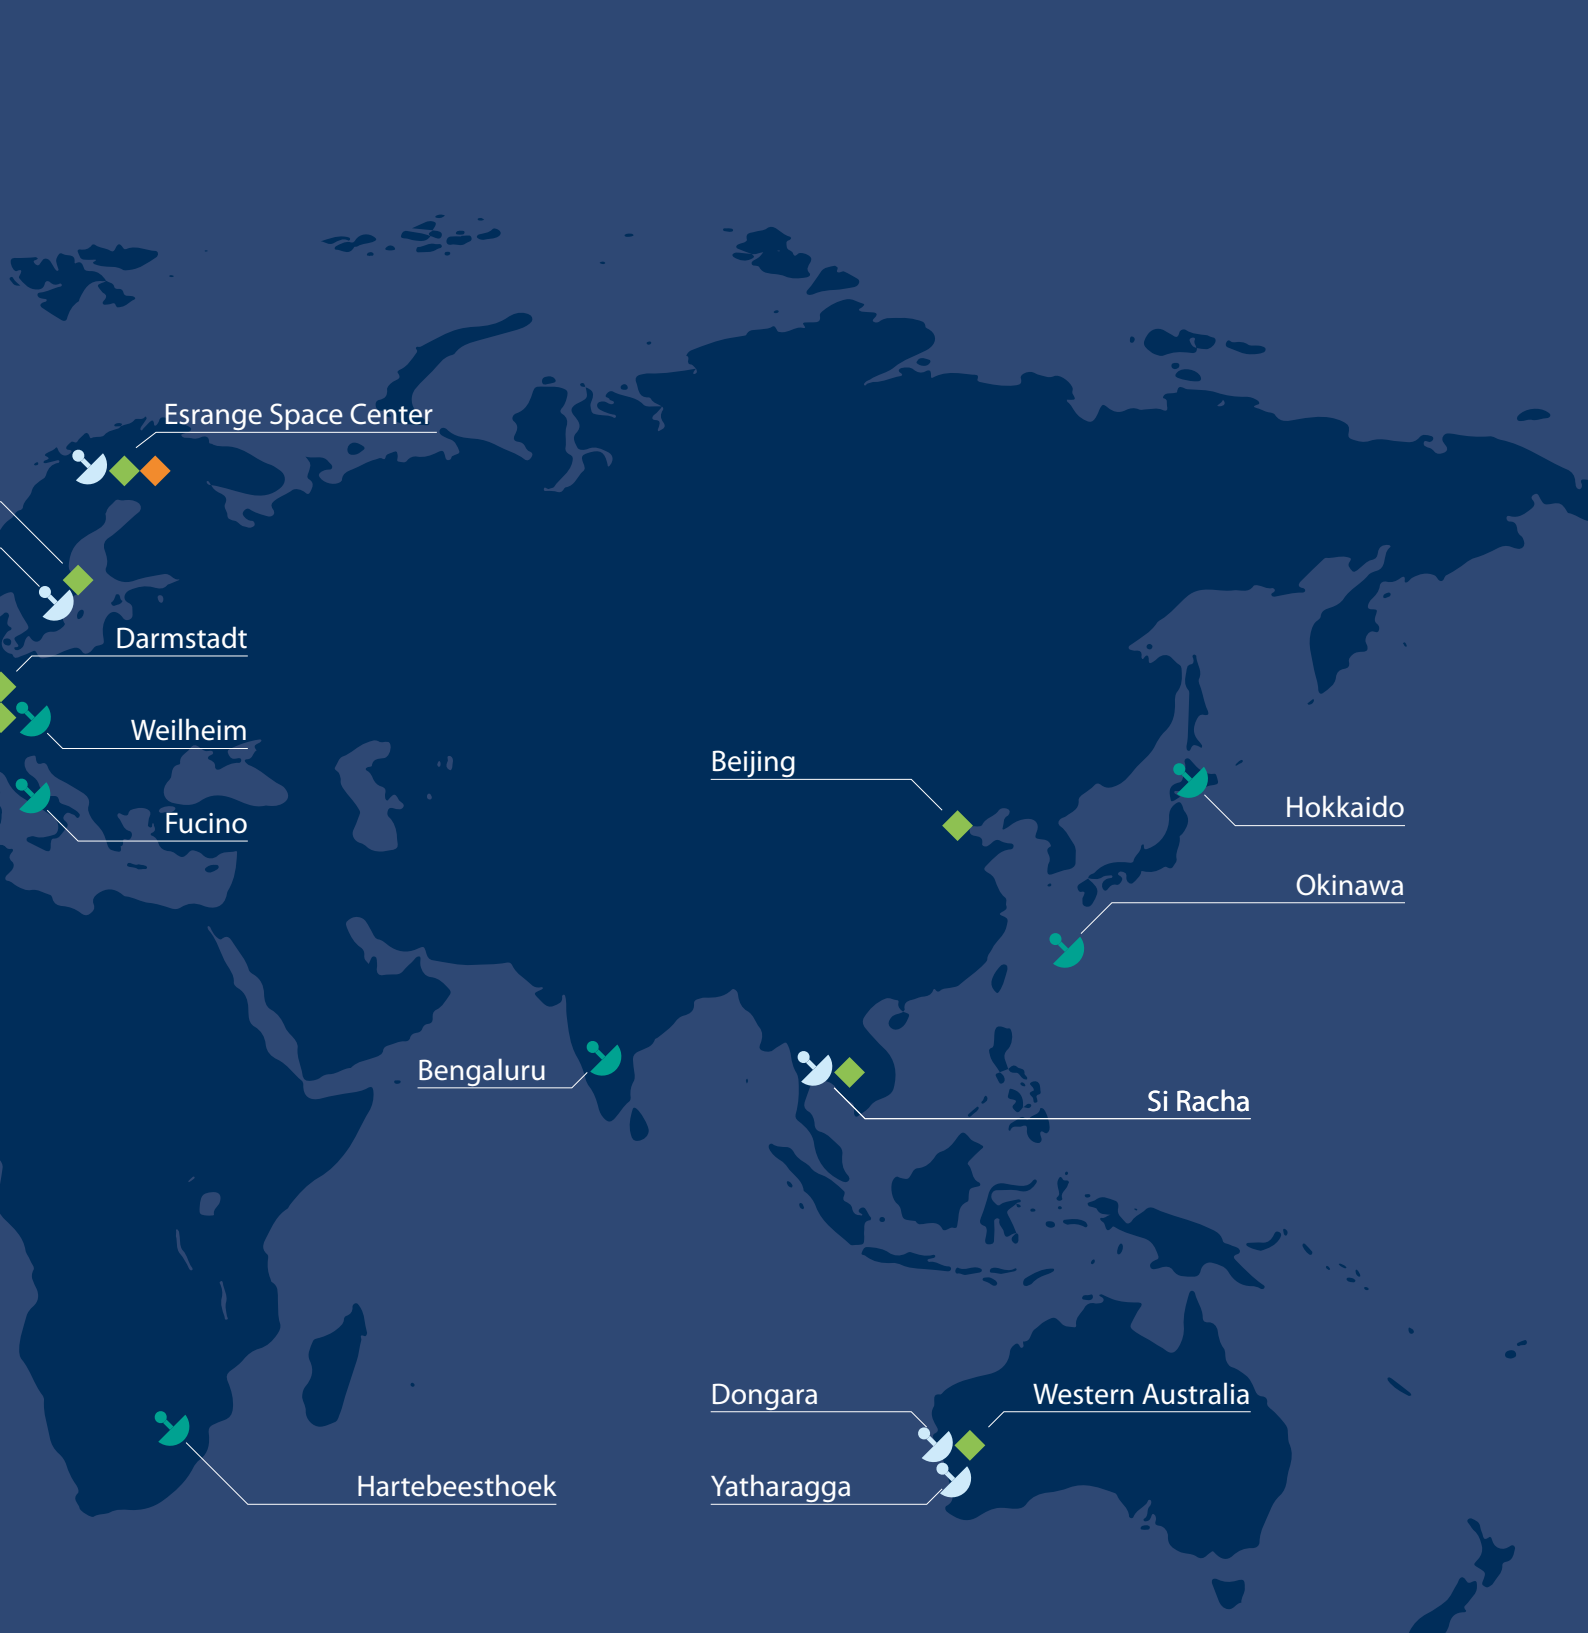 Esrange Space Center
Darmstadt
Weilheim
Beijing
Hokkaido
Fucino
Okinawa
Bengaluru
Si Racha
Dongara
Western Australia
Hartebeesthoek
Yatharagga